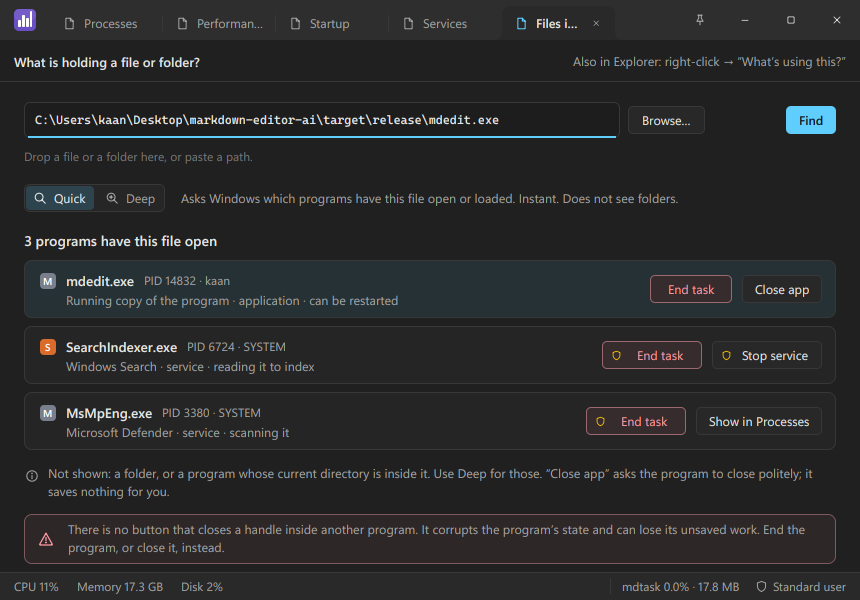 Processes
Performan...
Startup
Services
Files i...
What is holding a file or folder?
Also in Explorer: right-click → “What’s using this?”
C:\Users\kaan\Desktop\markdown-editor-ai\target\release\mdedit.exe
Browse...
Find
Drop a file or a folder here, or paste a path.
Quick
Deep
Asks Windows which programs have this file open or loaded. Instant. Does not see folders.
3 programs have this file open
M
mdedit.exe PID 14832 · kaan
Running copy of the program · application · can be restarted
End task
Close app
S
SearchIndexer.exe PID 6724 · SYSTEM
Windows Search · service · reading it to index
End task
Stop service
M
MsMpEng.exe PID 3380 · SYSTEM
Microsoft Defender · service · scanning it
End task
Show in Processes
Not shown: a folder, or a program whose current directory is inside it. Use Deep for those. “Close app” asks the program to close politely; it
saves nothing for you.
There is no button that closes a handle inside another program. It corrupts the program’s state and can lose its unsaved work. End the
program, or close it, instead.
CPU 11%
Memory 17.3 GB
Disk 2%
mdtask 0.0% · 17.8 MB
Standard user